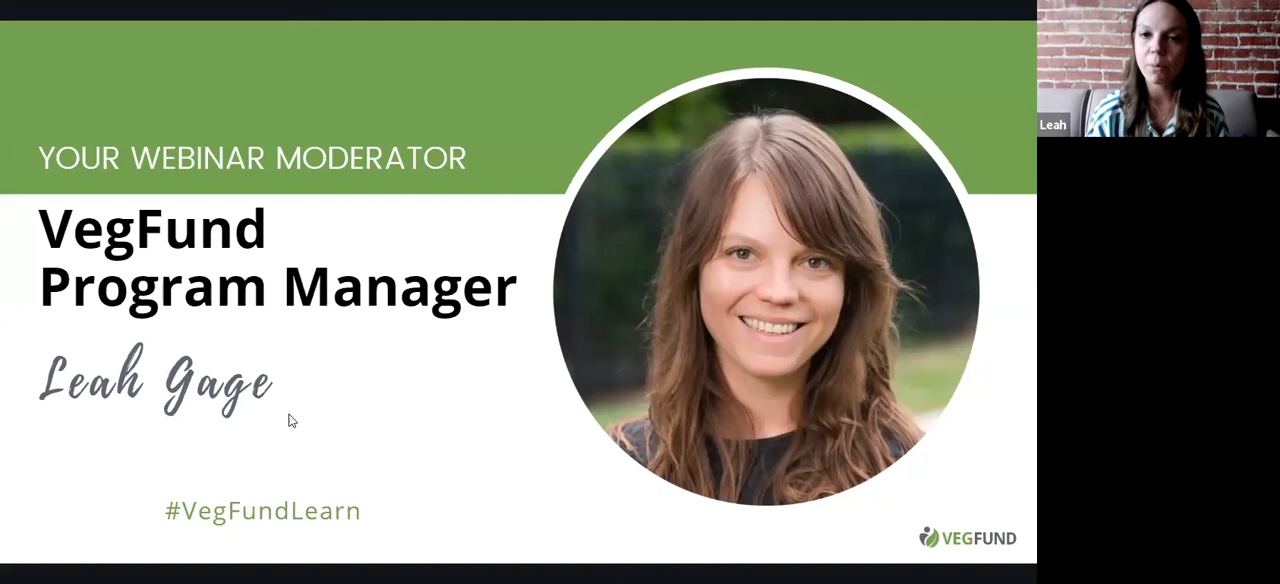 YOUR WEBINAR MODERATOR
VegFund
Program Manager
Leah Gage
#VegFundLearn
VEGFUND
Leah